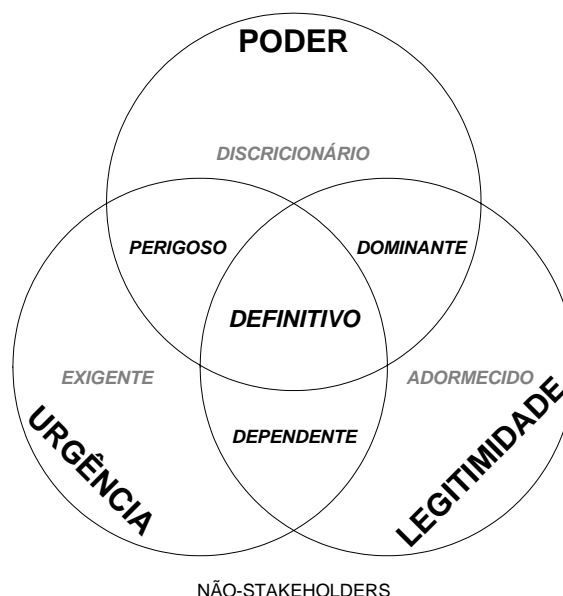 PODER
DISCRICIONÁRIO
PERIGOSO
DOMINANTE
DEFINITIVO
EXIGENTE
ADORMECIDO
URGÊNCIA
DEPENDENTE
LEGITIMIDADE
NÃO-STAKEHOLDERS